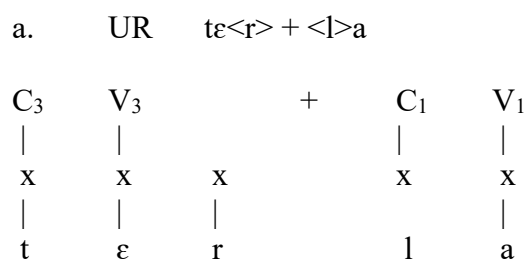 a. UR tɛ<r> + <l>a
C₃ V₃ + C₁ V₁
| | | |
x x x x x
| | | |
t ɛ r l a